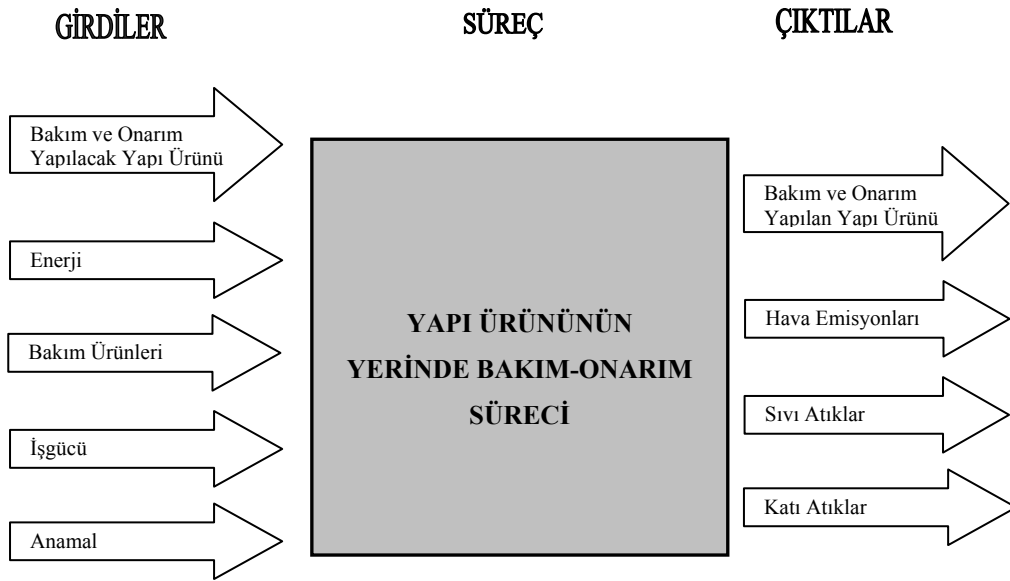 GİRDİLER
SÜREÇ
ÇIKTILAR
Bakım ve Onarım
Yapılacak Yapı Ürünü
Enerji
Bakım Ürünleri
İşgücü
Anamal
YAPI ÜRÜNÜNÜN
YERİNDE BAKIM-ONARIM
SÜRECİ
Bakım ve Onarım
Yapılan Yapı Ürünü
Hava Emisyonları
Sıvı Atıklar
Katı Atıklar